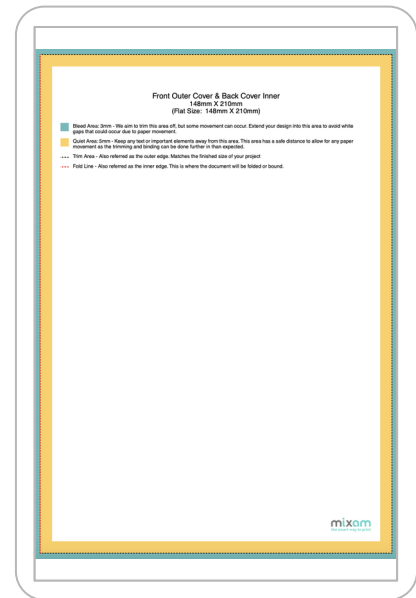 Front Outer Cover & Back Cover Inner
148mm X 210mm
(Flat Size: 148mm X 210mm)
Bleed Area: 3mm - We aim to trim this area off, but some movement can occur. Extend your design into this area to avoid white
gaps that could occur due to paper movement.
Quiet Area: 5mm - Keep any text or important elements away from this area. This area has a safe distance to allow for any paper
movement as the trimming and binding can be done further in than expected.
Trim Area - Also referred as the outer edge. Matches the finished size of your project
Fold Line - Also referred as the inner edge. This is where the document will be folded or bound.
mixam
the smart way to print